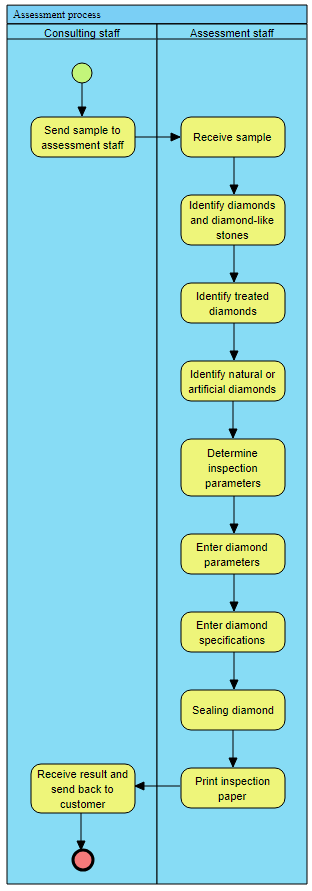 Assessment process
Consulting staff
Assessment staff
Send sample to
assessment staff
Receive sample
Identify diamonds
and diamond-like
stones
Identify treated
diamonds
Identify natural or
artificial diamonds
Determine
inspection
parameters
Enter diamond
parameters
Enter diamond
specifications
Sealing diamond
Print inspection
paper
Receive result and
send back to
customer